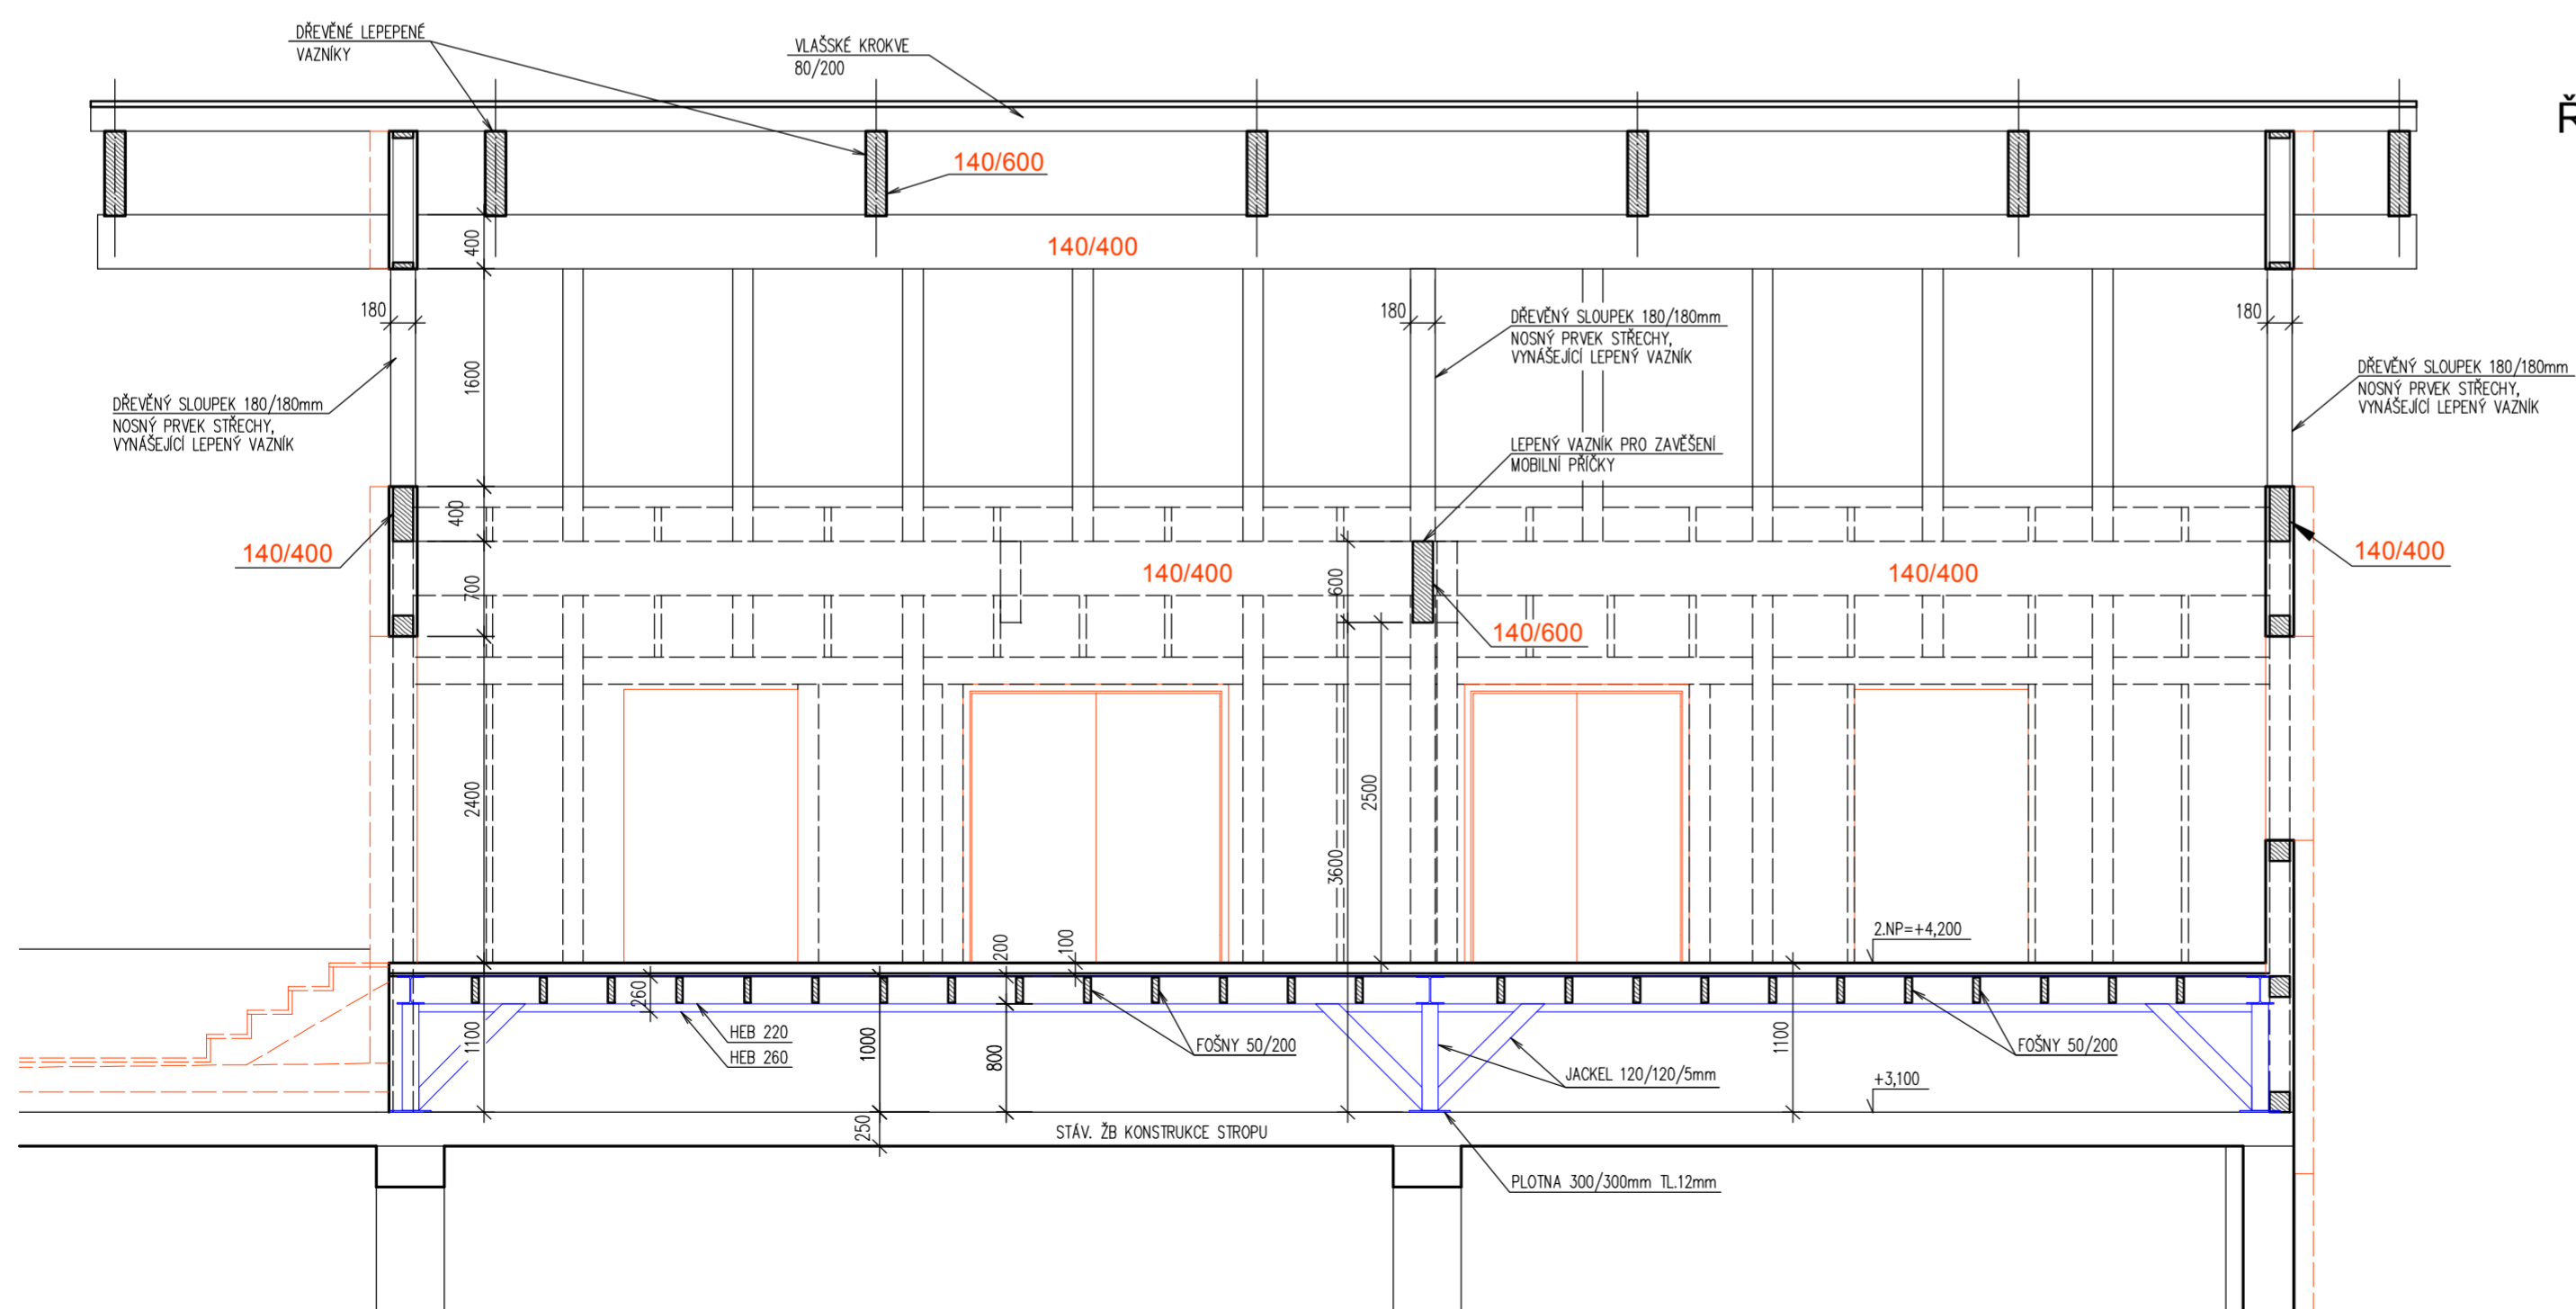 DŘEVĚNÉ LEPEPENÉ
VAZNÍKY
VLAŠSKÉ KROKVE
80/200
Ř
140/600
400
140/400
180
180
180
DŘEVĚNÝ SLOUPEK 180/180mm
NOSNÝ PRVEK STŘECHY,
VYNÁŠEJÍCÍ LEPENÝ VAZNÍK
1600
DŘEVĚNÝ SLOUPEK 180/180mm
NOSNÝ PRVEK STŘECHY,
VYNÁŠEJÍCÍ LEPENÝ VAZNÍK
DŘEVĚNÝ SLOUPEK 180/180mm
NOSNÝ PRVEK STŘECHY,
VYNÁŠEJÍCÍ LEPENÝ VAZNÍK
LEPENÝ VAZNÍK PRO ZAVĚŠENÍ
MOBILNÍ PŘÍČKY
400
140/400
140/400
700
140/400
600
140/400
140/600
2400
2500
3600
2.NP=+4,200
200
100
260
HEB 220
HEB 260
1100
1000
800
FOŠNY 50/200
1100
FOŠNY 50/200
JACKEL 120/120/5mm
+3,100
250
STÁV. ŽB KONSTRUKCE STROPU
PLOTNA 300/300mm TL.12mm